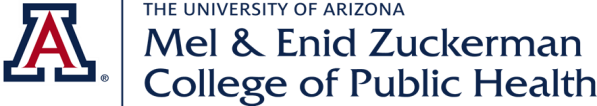 A®
THE UNIVERSITY OF ARIZONA
Mel & Enid Zuckerman
College of Public Health